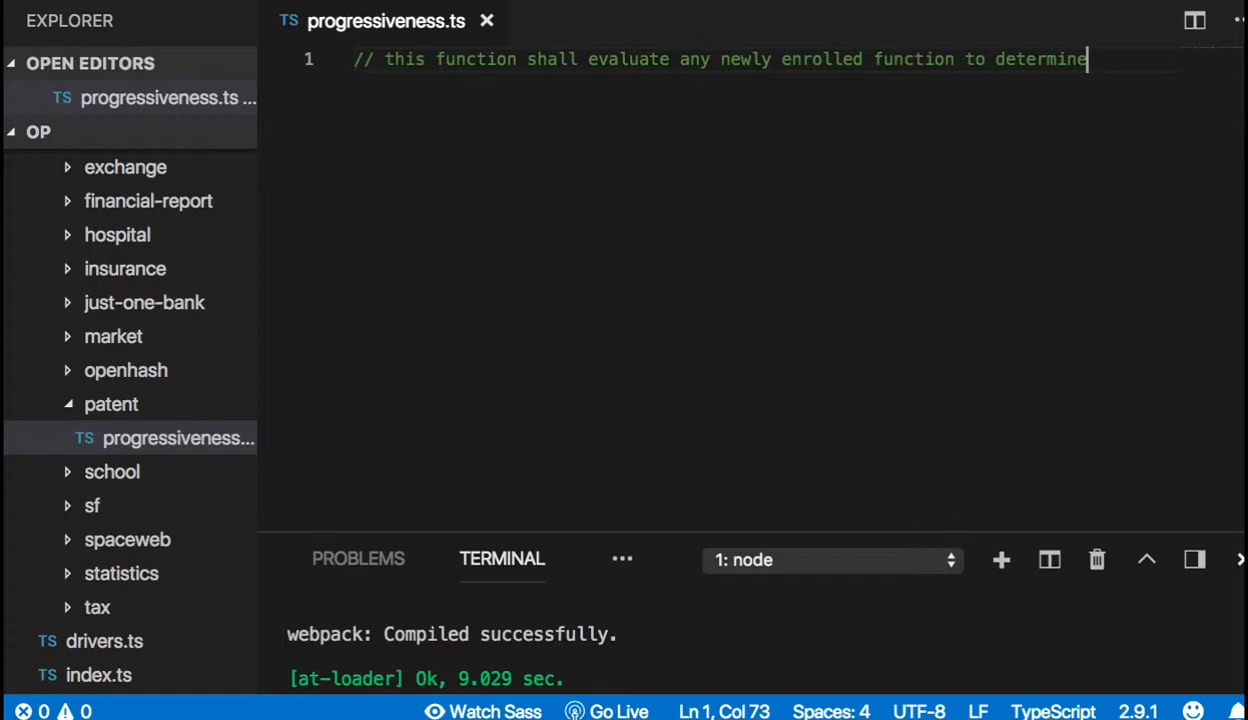 EXPLORER
OPEN EDITORS
TS progressiveness.ts ...
OP
exchange
financial-report
hospital
insurance
just-one-bank
market
openhash
patent
TS progressiveness...
school
sf
spaceweb
statistics
tax
TS drivers.ts
TS index.ts
TS progressiveness.ts ×
1 // this function shall evaluate any newly enrolled function to determine
PROBLEMS TERMINAL ... 1: node
webpack: Compiled successfully.
[at-loader] Ok, 9.029 sec.
0 0 Watch Sass Go Live Ln 1, Col 73 Spaces: 4 UTF-8 LF TypeScript 2.9.1